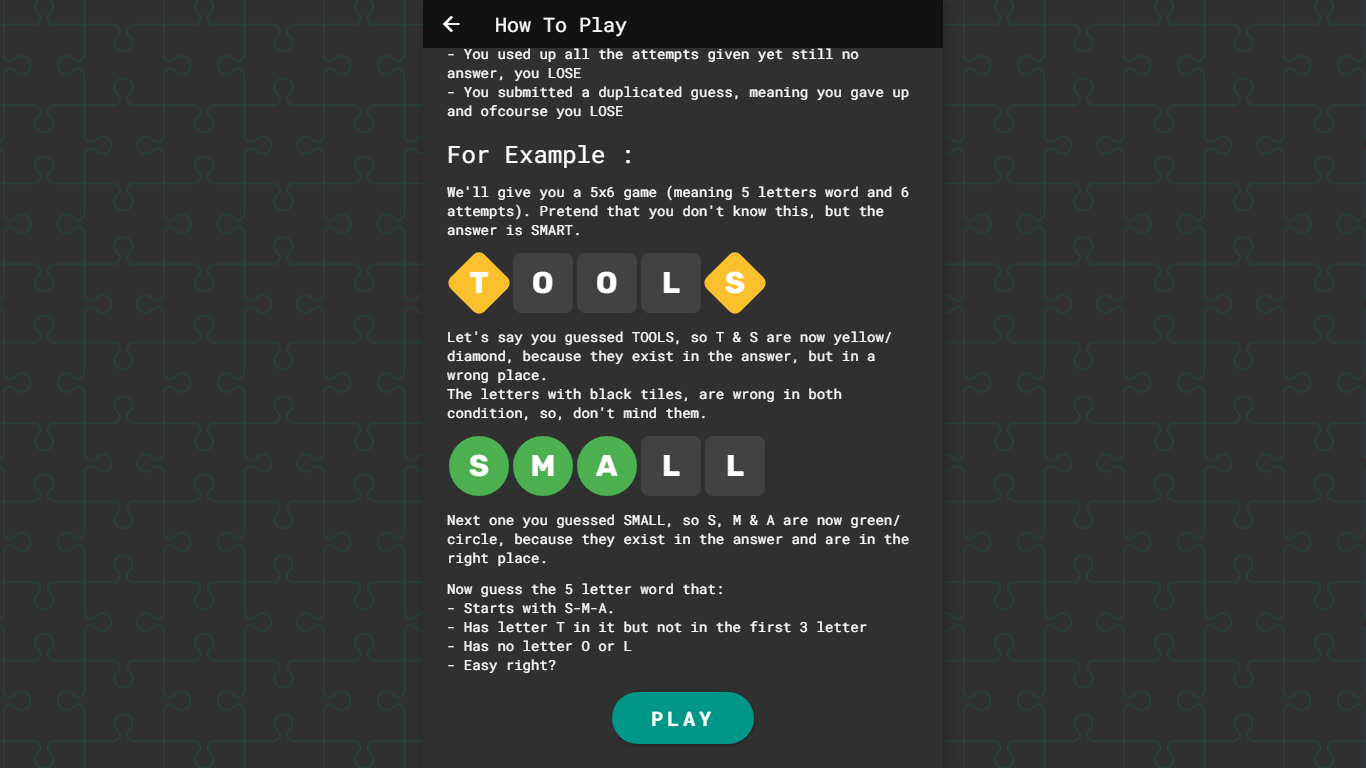 How To Play
- You used up all the attempts given yet still no
answer, you LOSE
- You submitted a duplicated guess, meaning you gave up
and ofcourse you LOSE
For Example :
We'll give you a 5x6 game (meaning 5 letters word and 6
attempts). Pretend that you don't know this, but the
answer is SMART.
T O O L S
Let's say you guessed TOOLS, so T & S are now yellow/
diamond, because they exist in the answer, but in a
wrong place.
The letters with black tiles, are wrong in both
condition, so, don't mind them.
S M A L L
Next one you guessed SMALL, so S, M & A are now green/
circle, because they exist in the answer and are in the
right place.
Now guess the 5 letter word that:
- Starts with S-M-A.
- Has letter T in it but not in the first 3 letter
- Has no letter O or L
- Easy right?
PLAY